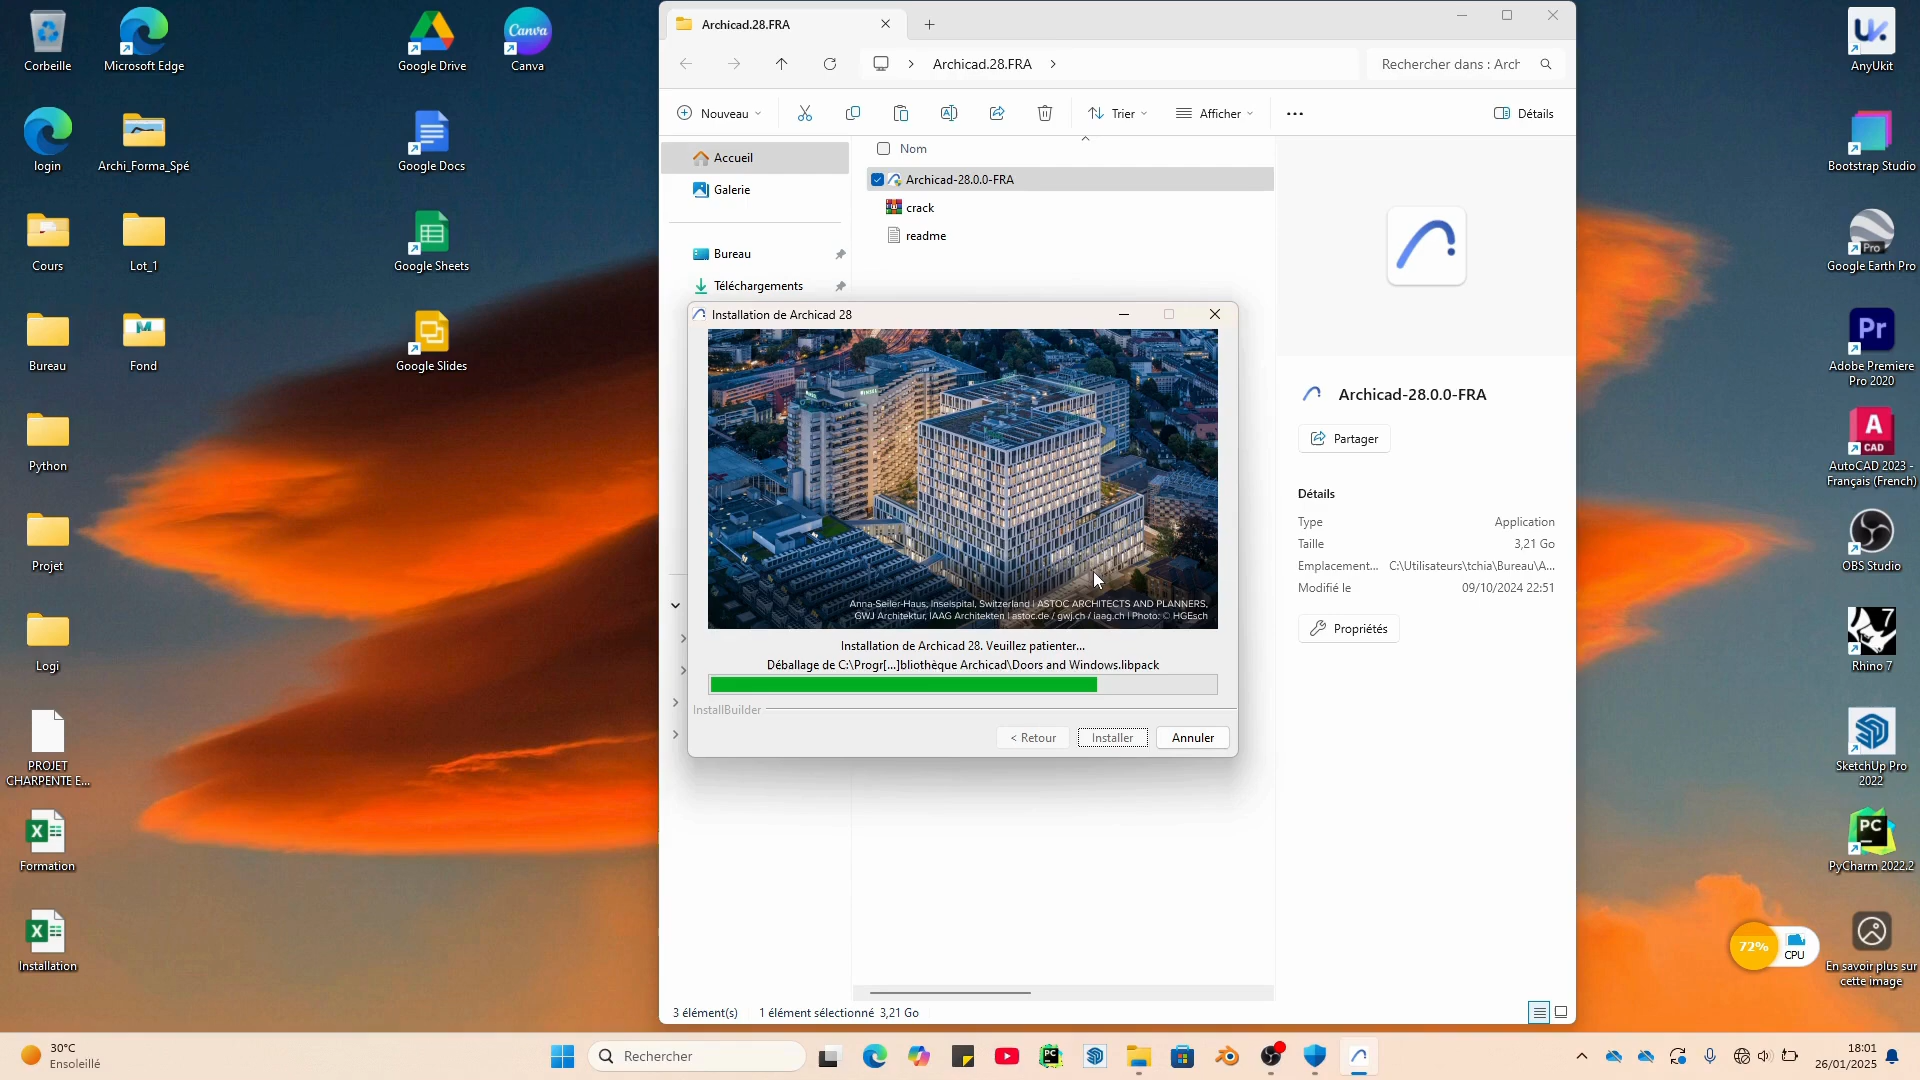 Corbeille
Microsoft Edge
Google Drive
Canva
Canva
login
Archi_Forma_Spé
Google Docs
Cours
Lot_1
Google Sheets
Bureau
Fond
Google Slides
Python
Projet
Logi
PROJET
CHARPENTE E...
Formation
Installation
Archicad.28.FRA
Archicad.28.FRA
Rechercher dans : Arch
Nouveau
Trier
Afficher
Détails
Accueil
Galerie
Bureau
Téléchargements
Nom
Archicad-28.0.0-FRA
crack
readme
Installation de Archicad 28
Anna-Seiler-Haus, Inselspital, Switzerland | ASTOC ARCHITECTS AND PLANNERS,
GWJ Architektur, IAAG Architekten | astoc.de / gwj.ch / iaag.ch | Photo: © HGEsch
Installation de Archicad 28. Veuillez patienter...
Déballage de C:\Progr[...]bliothèque Archicad\Doors and Windows.libpack
InstallBuilder
< Retour
Installer
Annuler
Archicad-28.0.0-FRA
Partager
Détails
Type Application
Taille 3,21 Go
Emplacement... C:\Utilisateurs\tchia\Bureau\A...
Modifié le 09/10/2024 22:51
Propriétés
3 élément(s) 1 élément sélectionné 3,21 Go
AnyUkit
Bootstrap Studio
Pro
Google Earth Pro
Pr
Adobe Premiere
Pro 2020
A
CAD
AutoCAD 2023 -
Français (French)
OBS Studio
7
Rhino 7
SketchUp Pro
2022
PC
PyCharm 2022.2
72%
CPU
En savoir plus sur
cette image
30°C
Ensoleillé
Rechercher
PC
18:01
26/01/2025